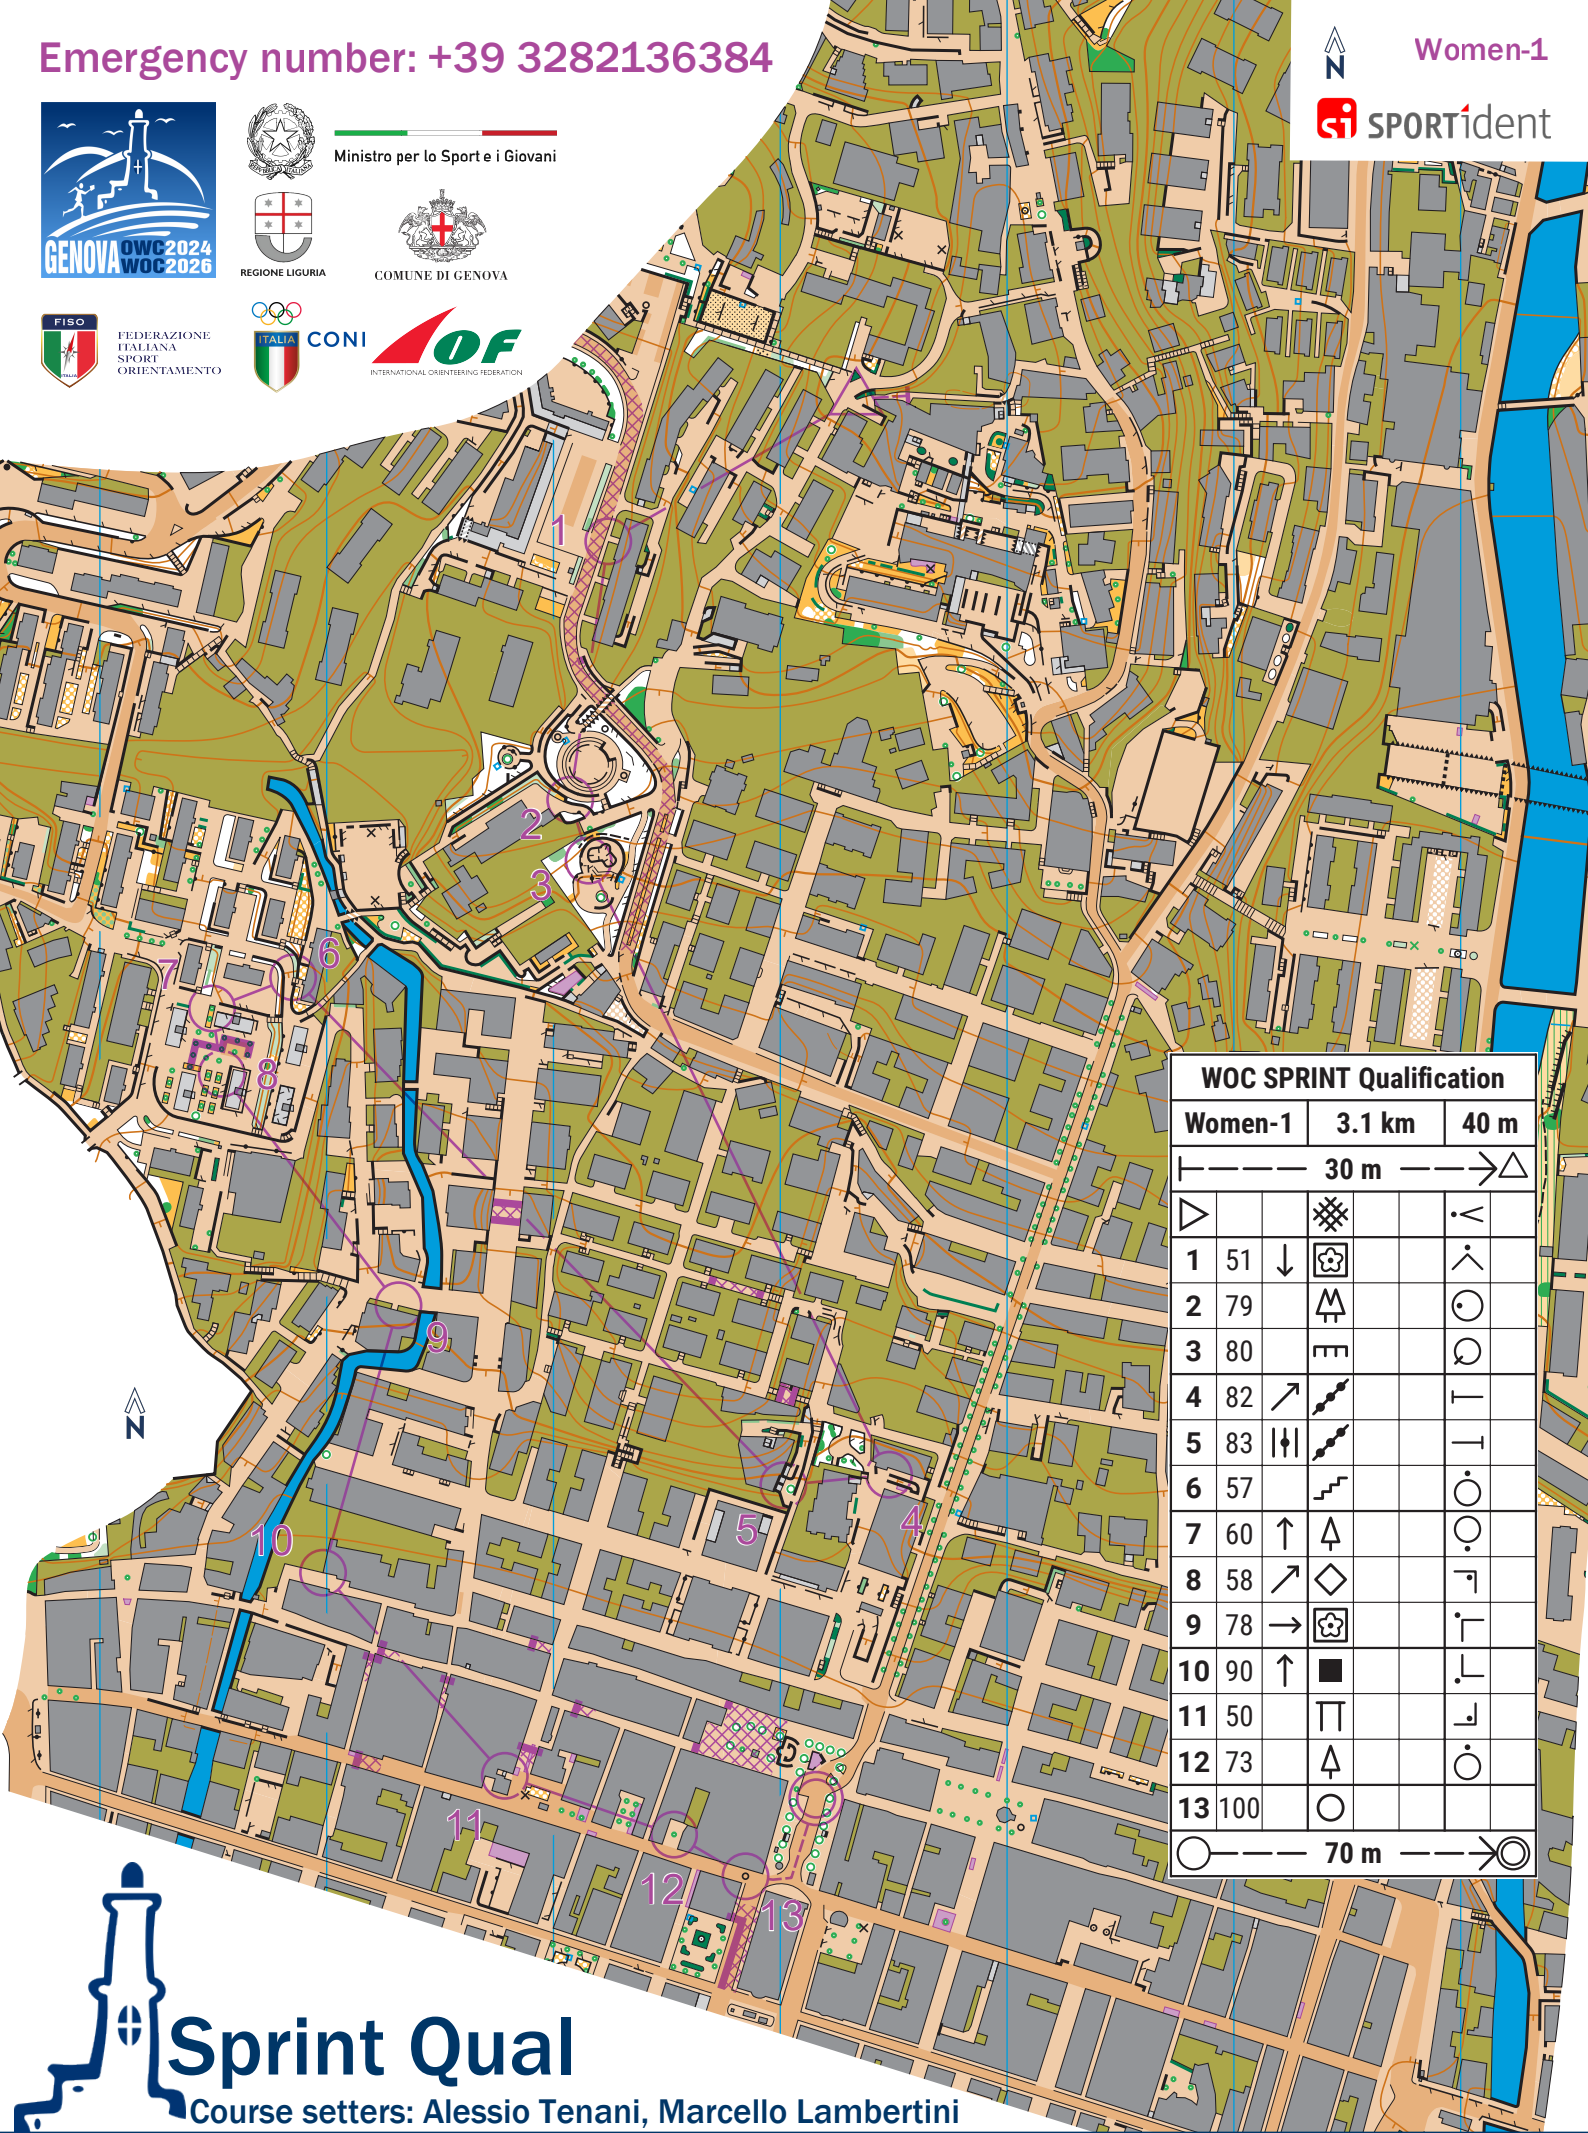 Emergency number: +39 3282136384
N
Women-1
SPORTident
GENOVA OWC2024
WOC2026
REPVBBLICA ITALIANA
Ministro per lo Sport e i Giovani
REGIONE LIGURIA
COMUNE DI GENOVA
FISO
ITALIA
FEDERAZIONE
ITALIANA
SPORT
ORIENTAMENTO
ITALIA
CONI
IOF
INTERNATIONAL ORIENTEERING FEDERATION
1
2
3
6
7
8
9
N
5
4
10
11
12
13
WOC SPRINT Qualification
Women-1 3.1 km 40 m
30 m
1 51
2 79
3 80
4 82
5 83
6 57
7 60
8 58
9 78
10 90
11 50
12 73
13 100
70 m
Sprint Qual
Course setters: Alessio Tenani, Marcello Lambertini